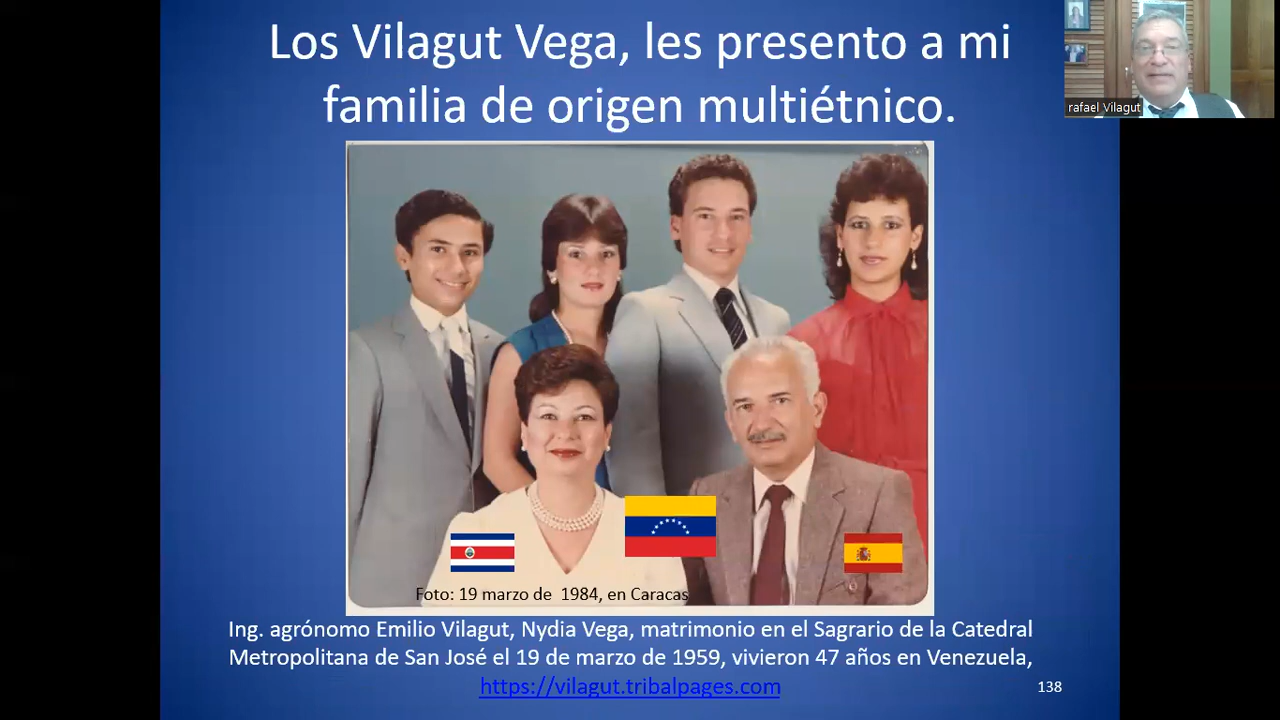 Los Vilagut Vega, les presento a mi
familia de origen multiétnico.
rafael Vilagut
Foto: 19 marzo de 1984, en Caracas
Ing. agrónomo Emilio Vilagut, Nydia Vega, matrimonio en el Sagrario de la Catedral
Metropolitana de San José el 19 de marzo de 1959, vivieron 47 años en Venezuela,
https://vilagut.tribalpages.com
138